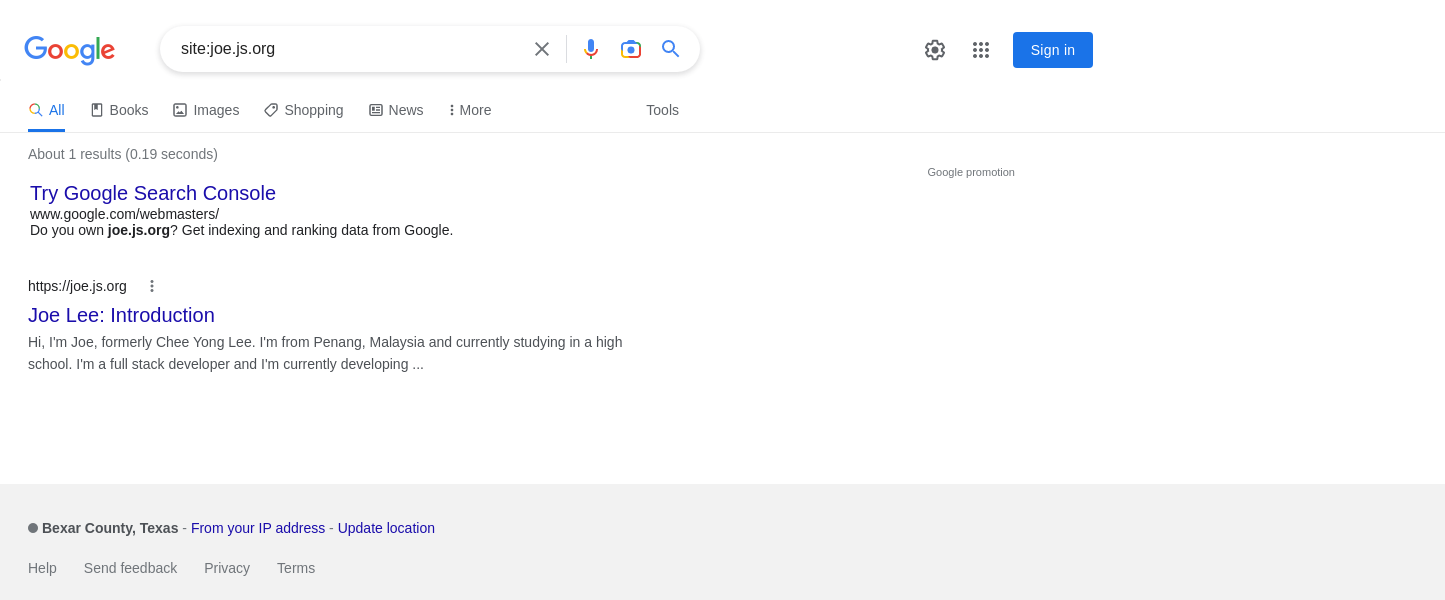 Google
site:joe.js.org
Sign in
All Books Images Shopping News More Tools
About 1 results (0.19 seconds)
Google promotion
Try Google Search Console
www.google.com/webmasters/
Do you own joe.js.org? Get indexing and ranking data from Google.
https://joe.js.org
Joe Lee: Introduction
Hi, I'm Joe, formerly Chee Yong Lee. I'm from Penang, Malaysia and currently studying in a high
school. I'm a full stack developer and I'm currently developing ...
Bexar County, Texas - From your IP address - Update location
Help Send feedback Privacy Terms